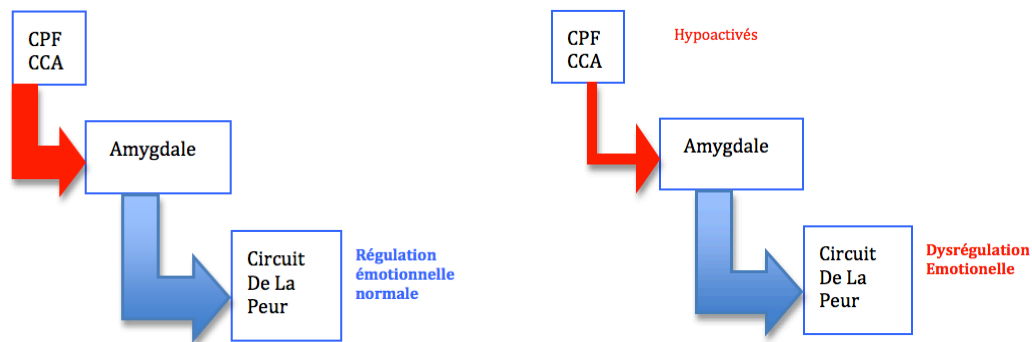 CPF
CCA
Amygdale
Circuit
De La
Peur
Régulation
émotionnelle
normale
CPF
CCA
Hypoactivés
Amygdale
Circuit
De La
Peur
Dysrégulation
Emotionelle